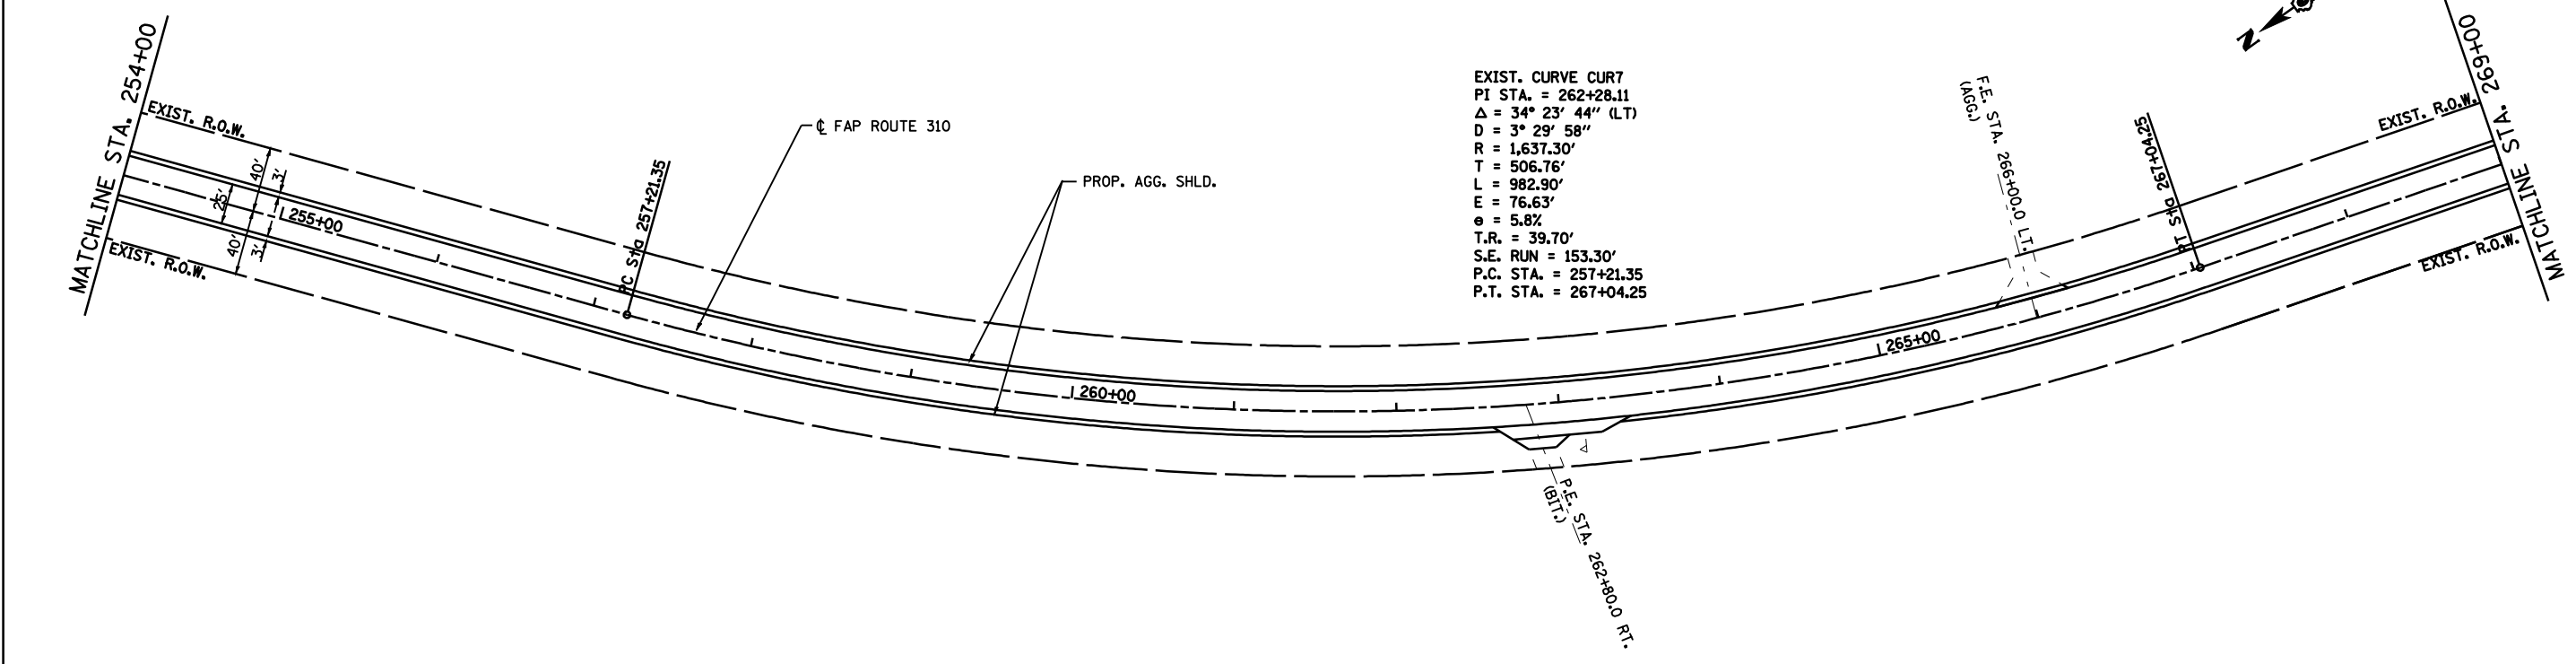 MATCHLINE STA. 254+00
EXIST. R.O.W.
EXIST. R.O.W.
25'
40'
3'
40'
3'
255+00
PC Sta 257+21.35
℄ FAP ROUTE 310
PROP. AGG. SHLD.
260+00
EXIST. CURVE CUR7
PI STA. = 262+28.11
Δ = 34° 23' 44" (LT)
D = 3° 29' 58"
R = 1,637.30'
T = 506.76'
L = 982.90'
E = 76.63'
e = 5.8%
T.R. = 39.70'
S.E. RUN = 153.30'
P.C. STA. = 257+21.35
P.T. STA. = 267+04.25
P.E. STA. 262+80.0 RT.
(BIT.)
265+00
F.E. STA. 266+00.0 LT.
(AGG.)
PT Sta 267+04.25
N
EXIST. R.O.W.
EXIST. R.O.W.
MATCHLINE STA. 269+00